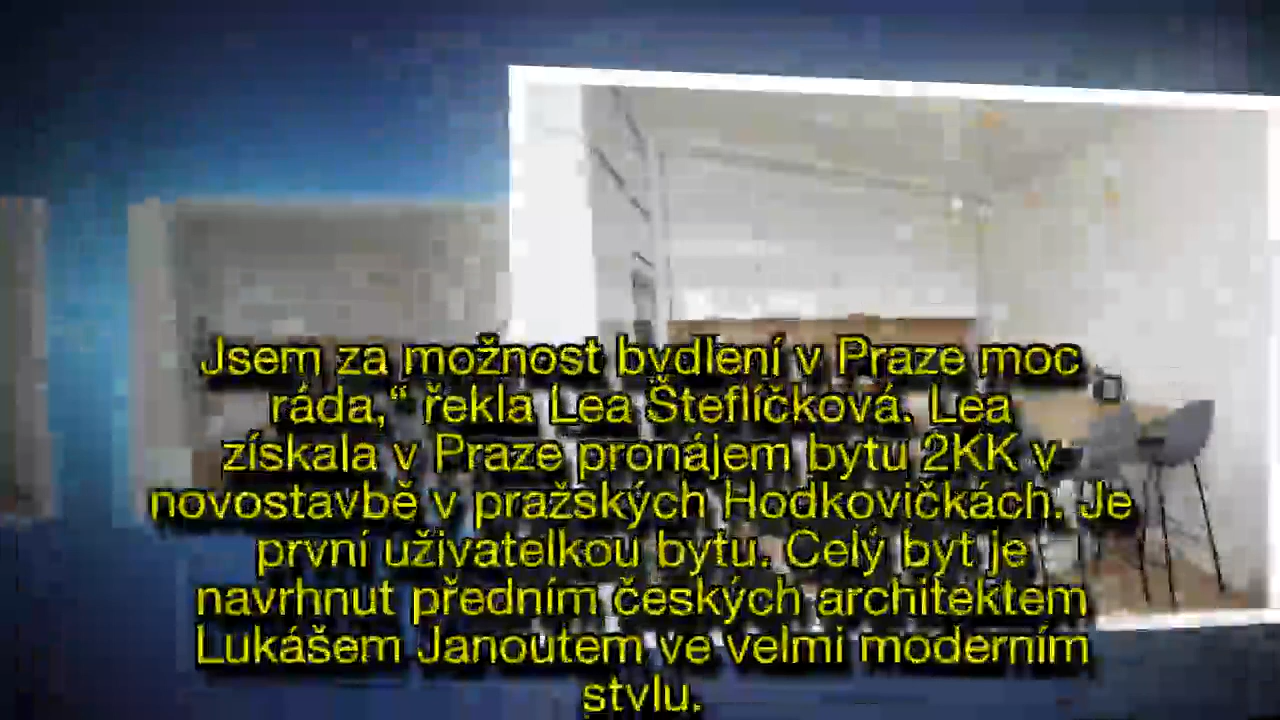 Jsem za možnost bydlení v Praze moc
ráda,“ řekla Lea Šteflíčková. Lea
získala v Praze pronájem bytu 2KK v
novostavbě v pražských Hodkovičkách. Je
první uživatelkou bytu. Celý byt je
navrhnut předním českých architektem
Lukášem Janoutem ve velmi moderním
stylu.